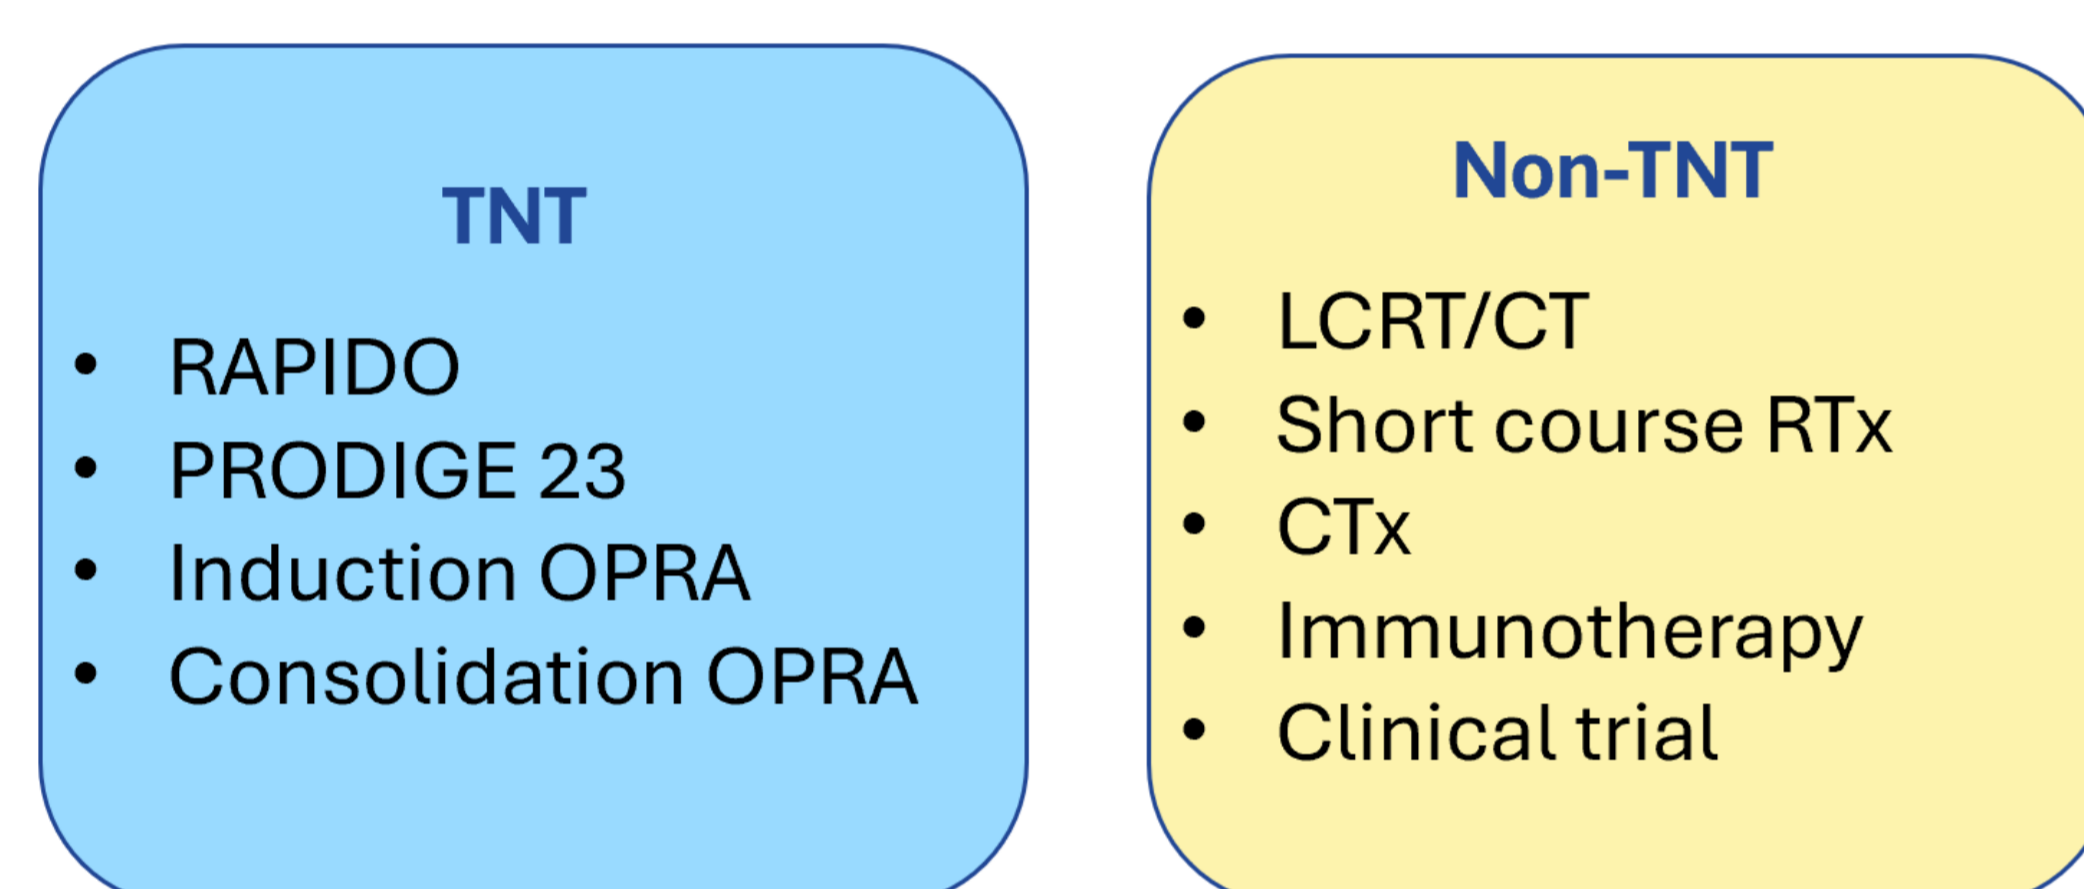 TNT
• RAPIDO
• PRODIGE 23
• Induction OPRA
• Consolidation OPRA
Non-TNT
• LCRT/CT
• Short course RTx
• CTx
• Immunotherapy
• Clinical trial